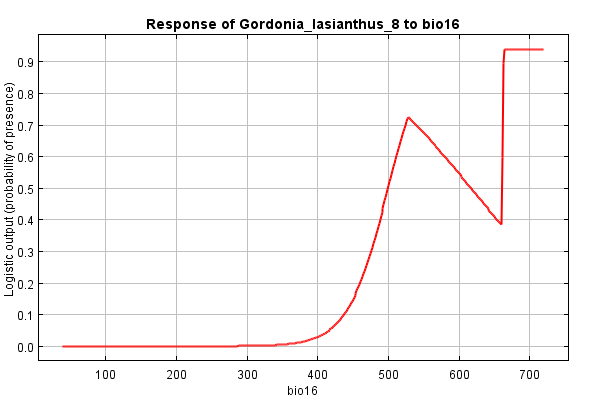 Response of Gordonia_lasianthus_8 to bio16
Logistic output (probability of presence)
0.9
0.8
0.7
0.6
0.5
0.4
0.3
0.2
0.1
0.0
100 200 300 400 500 600 700
bio16